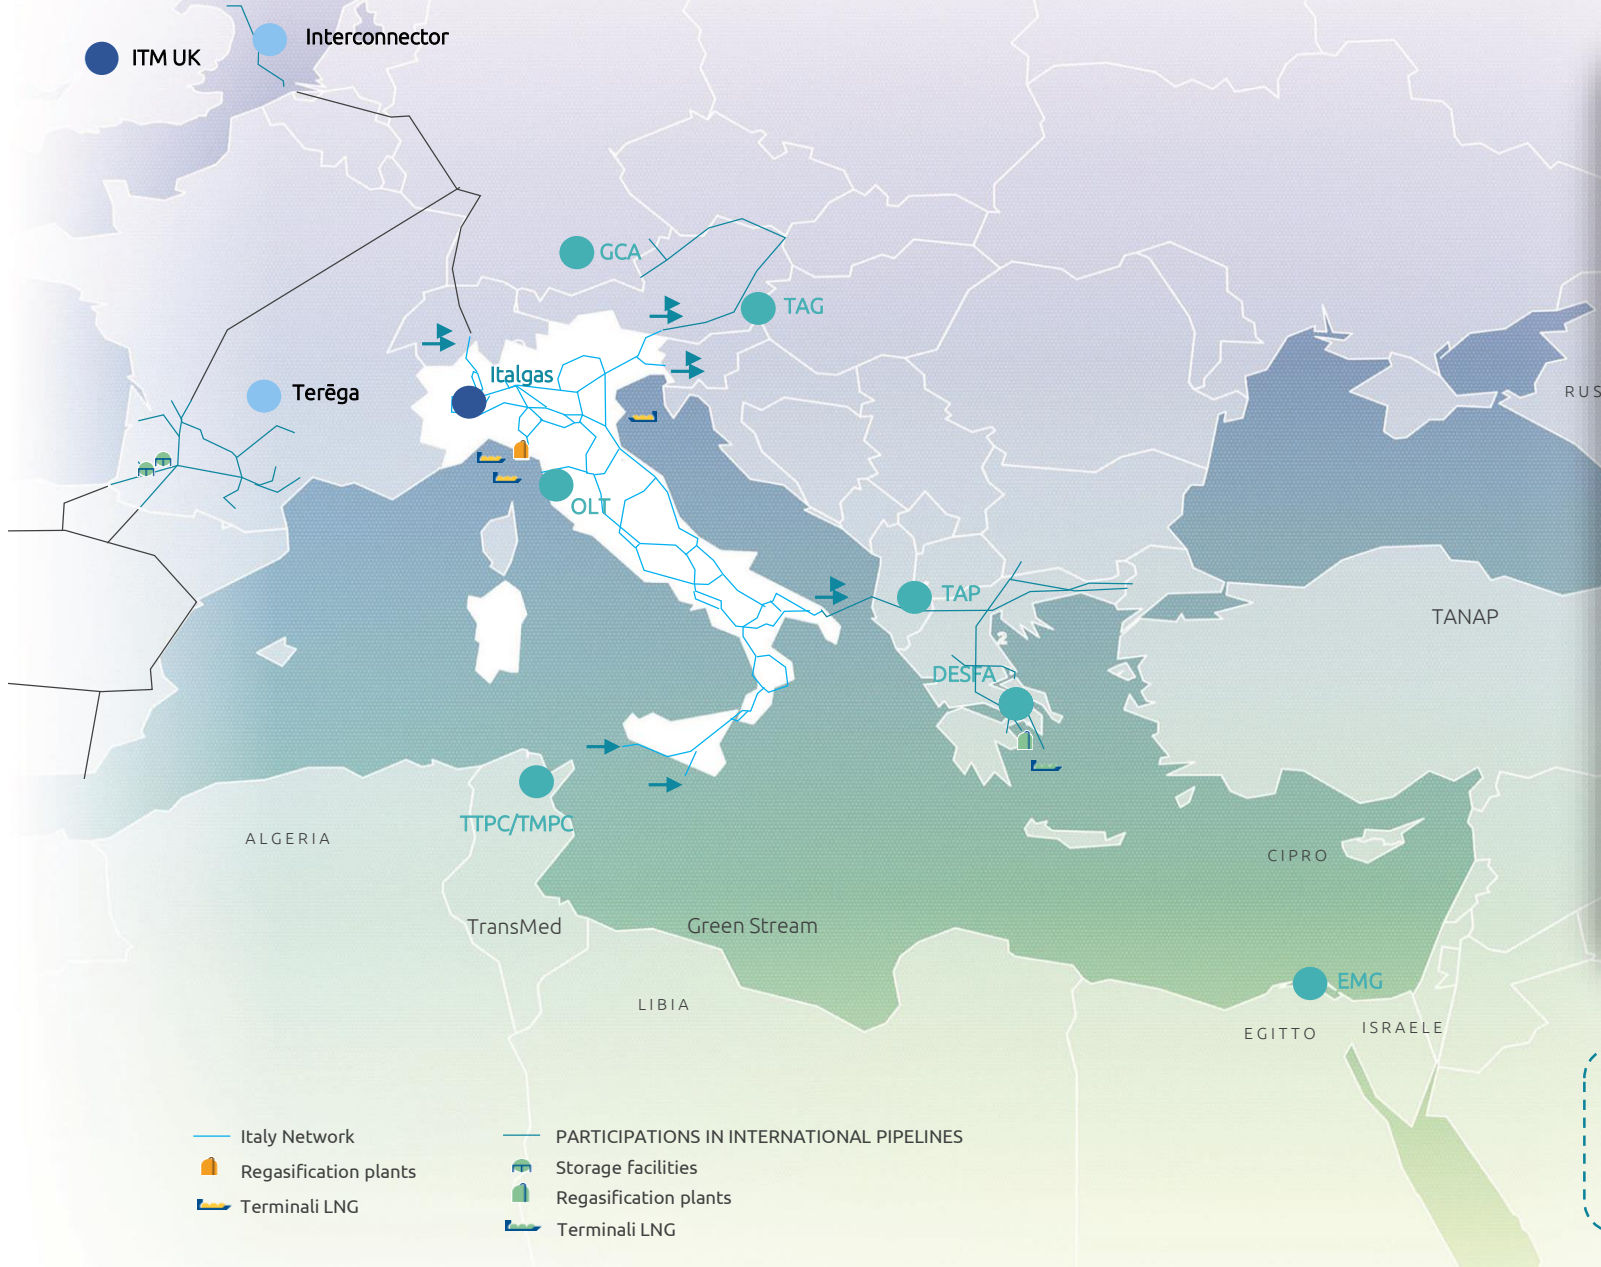 Interconnector
ITM UK
GCA
TAG
Italgas
Terēga
RUS
OLT
TAP
TANAP
2
DESFA
TTPC/TMPC
ALGERIA
CIPRO
TransMed
Green Stream
EMG
LIBIA
EGITTO
ISRAELE
Italy Network
Regasification plants
Terminali LNG
PARTICIPATIONS IN INTERNATIONAL PIPELINES
Storage facilities
Regasification plants
Terminali LNG